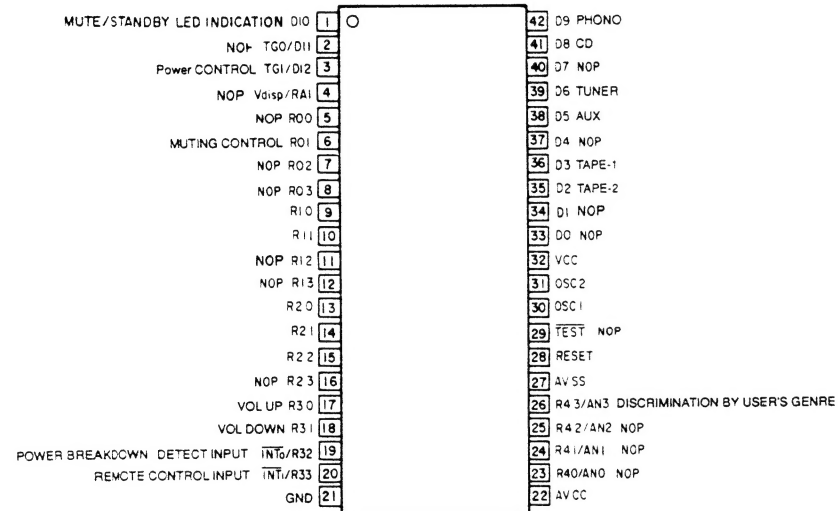 MUTE/STANDBY LED INDICATION D10 1
NOP TG0/D11 2
Power CONTROL TG1/D12 3
NOP Vdisp/RA1 4
NOP R00 5
MUTING CONTROL R01 6
NOP R02 7
NOP R03 8
R10 9
R11 10
NOP R12 11
NOP R13 12
R20 13
R21 14
R22 15
NOP R23 16
VOL UP R30 17
VOL DOWN R31 18
POWER BREAKDOWN DETECT INPUT INT0/R32 19
REMOTE CONTROL INPUT INT1/R33 20
GND 21
42 D9 PHONO
41 D8 CD
40 D7 NOP
39 D6 TUNER
38 D5 AUX
37 D4 NOP
36 D3 TAPE-1
35 D2 TAPE-2
34 D1 NOP
33 D0 NOP
32 VCC
31 OSC2
30 OSC1
29 TEST NOP
28 RESET
27 AVSS
26 R43/AN3 DISCRIMINATION BY USER'S GENRE
25 R42/AN2 NOP
24 R41/AN1 NOP
23 R40/AN0 NOP
22 AVCC